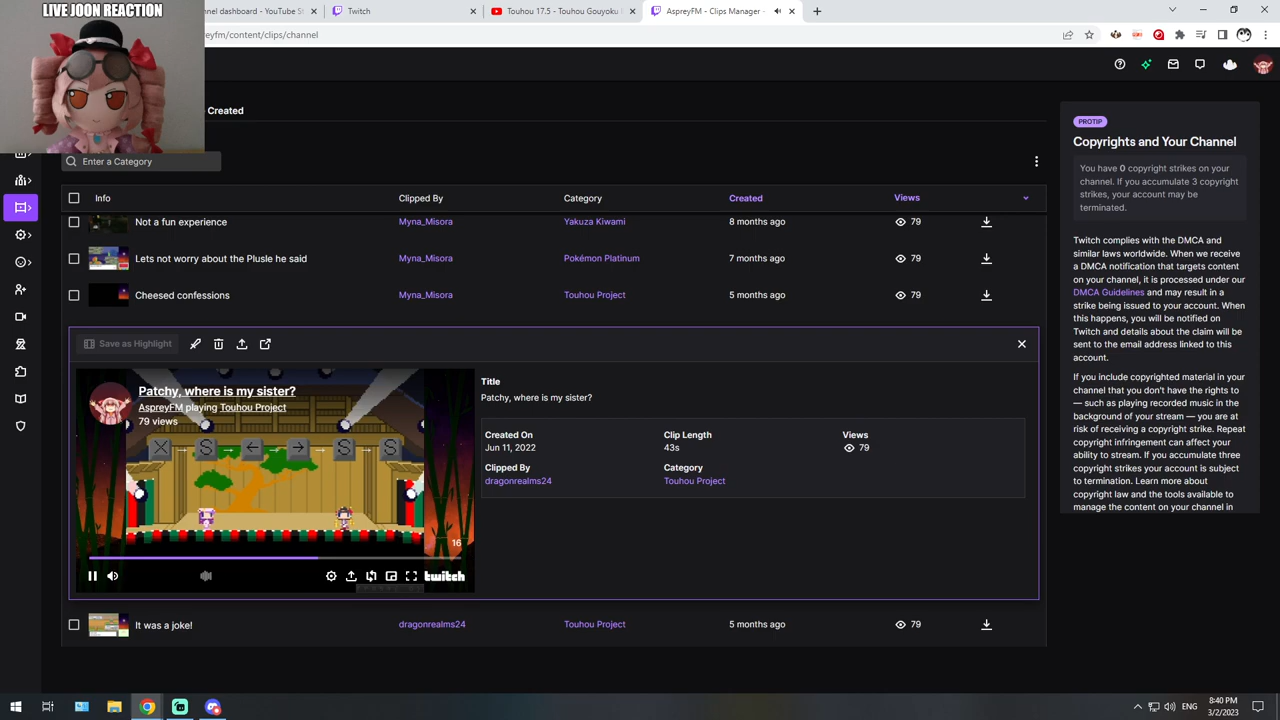 LIVE JOON REACTION
nnel dashboard - YouTube St
Twitch
Touhou 17.5 - Touhou Gouyoku I
AspreyFM - Clips Manager -
eyfm/content/clips/channel
Created
Enter a Category
Info
Clipped By
Category
Created
Views
Not a fun experience
Myna_Misora
Yakuza Kiwami
8 months ago
79
Lets not worry about the Plusle he said
Myna_Misora
Pokémon Platinum
7 months ago
79
Cheesed confessions
Myna_Misora
Touhou Project
5 months ago
79
Save as Highlight
Patchy, where is my sister?
AspreyFM playing Touhou Project
79 views
X → S → ← → → → S → S
16
twitch
Title
Patchy, where is my sister?
Created On
Jun 11, 2022
Clip Length
43s
Views
79
Clipped By
dragonrealms24
Category
Touhou Project
It was a joke!
dragonrealms24
Touhou Project
5 months ago
79
PROTIP
Copyrights and Your Channel
You have 0 copyright strikes on
your channel. If you accumulate 3 copyright
strikes, your account may be
terminated.
Twitch complies with the DMCA and
similar laws worldwide. When we receive
a DMCA notification that targets content
on your channel, it is processed under our
DMCA Guidelines and may result in a
strike being issued to your account. When
this happens, you will be notified on
Twitch and details about the claim will be
sent to the email address linked to this
account.
If you include copyrighted material in your
channel that you don't have the rights to
— such as playing recorded music in the
background of your stream — you are at
risk of receiving a copyright strike. Repeat
copyright infringement can affect your
ability to stream. If you accumulate three
copyright strikes your account is subject
to termination. Learn more about
copyright law and the tools available to
manage the content on your channel in
ENG
8:40 PM
3/2/2023